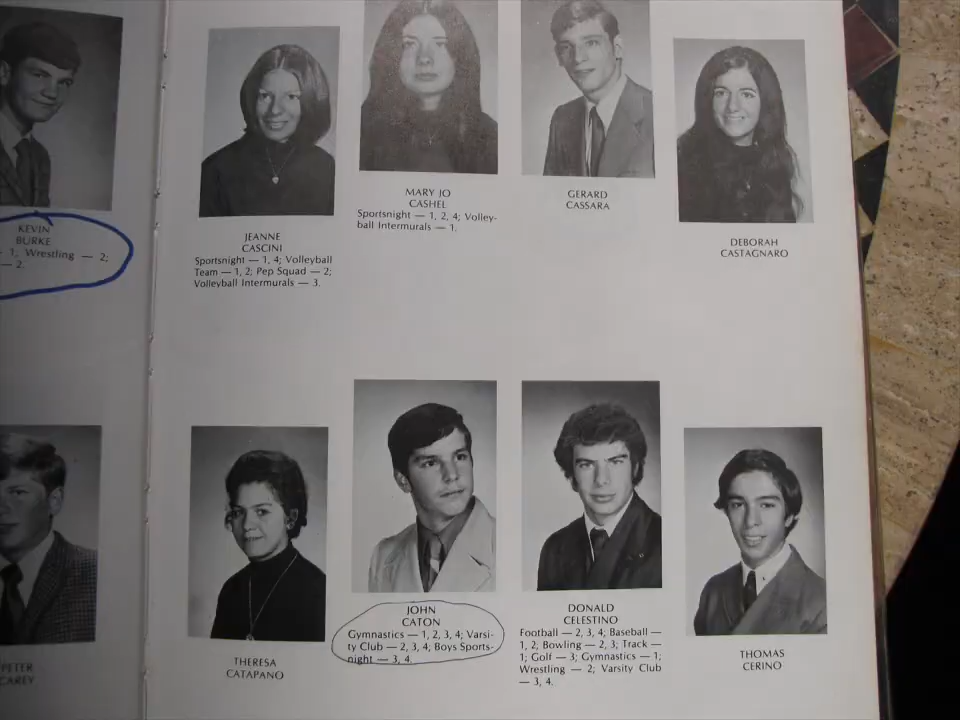 KEVIN
BURKE
1, Wrestling — 2;
— 2.
PETER
CAREY
JEANNE
CASCINI
Sportsnight — 1, 4; Volleyball
Team — 1, 2; Pep Squad — 2;
Volleyball Intermurals — 3.
MARY JO
CASHEL
Sportsnight — 1, 2, 4; Volley-
ball Intermurals — 1.
GERARD
CASSARA
DEBORAH
CASTAGNARO
THERESA
CATAPANO
JOHN
CATON
Gymnastics — 1, 2, 3, 4; Varsi-
ty Club — 2, 3, 4; Boys Sports-
night — 3, 4.
DONALD
CELESTINO
Football — 2, 3, 4; Baseball —
1, 2, Bowling — 2, 3; Track —
1; Golf — 3; Gymnastics — 1;
Wrestling — 2; Varsity Club
— 3, 4.
THOMAS
CERINO